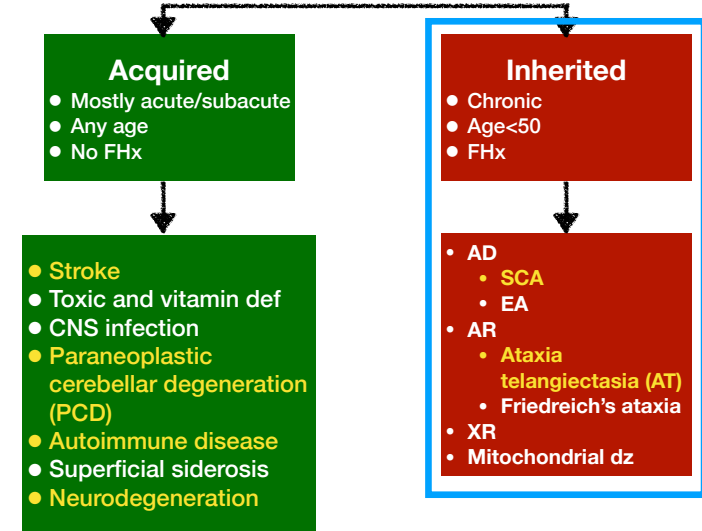 Acquired
● Mostly acute/subacute
● Any age
● No FHx
Inherited
● Chronic
● Age<50
● FHx
● Stroke
● Toxic and vitamin def
● CNS infection
● Paraneoplastic
cerebellar degeneration
(PCD)
● Autoimmune disease
● Superficial siderosis
● Neurodegeneration
• AD
• SCA
• EA
• AR
• Ataxia
telangiectasia (AT)
• Friedreich's ataxia
• XR
• Mitochondrial dz